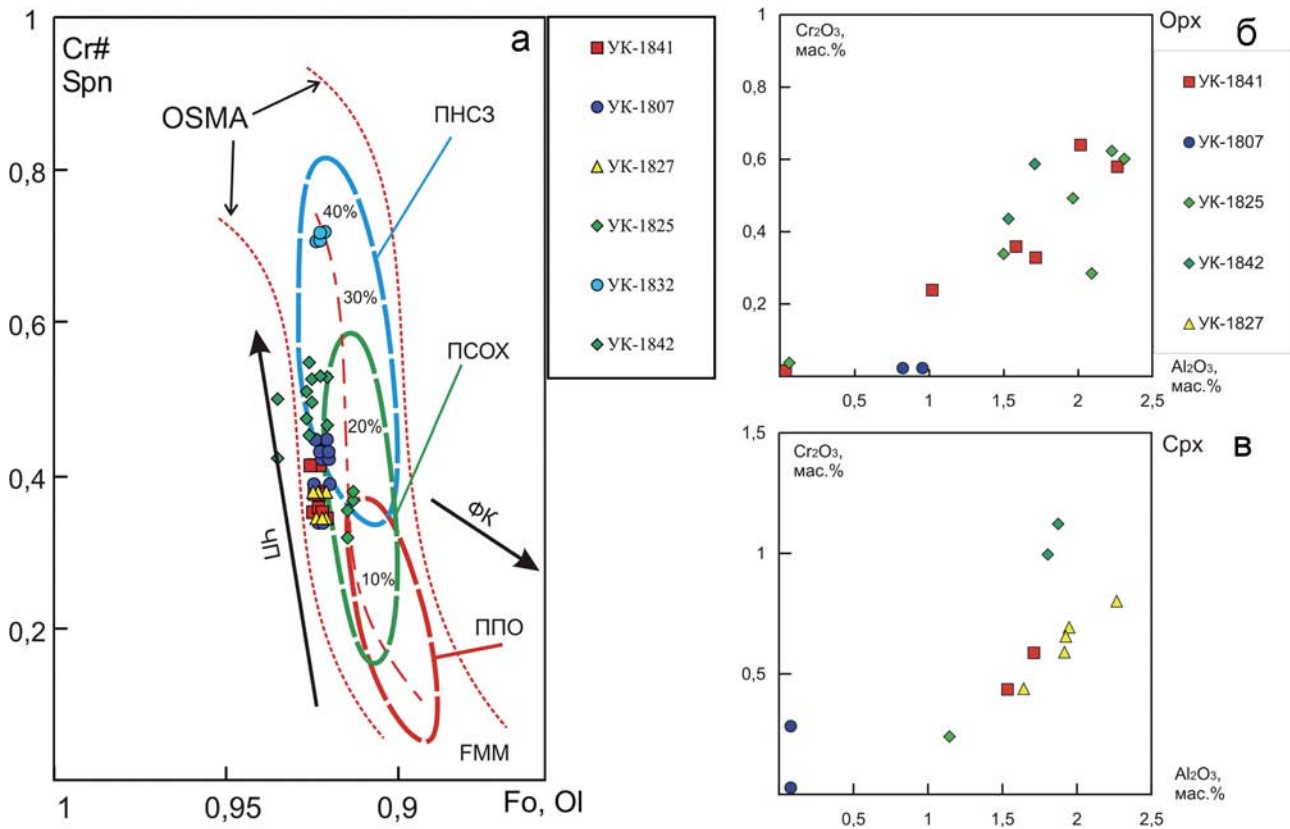 Cr#
Spn
а
OSMA
ПНСЗ
40%
30%
ПСОХ
20%
10%
ЧП
ФК
ППО
FMM
1
0,8
0,6
0,4
0,2
1
0,95
0,9
Fo, Ol
УК-1841
УК-1807
УК-1827
УК-1825
УК-1832
УК-1842
Opx
б
Cr₂O₃,
мас.%
1
0,8
0,6
0,4
0,2
Al₂O₃,
мас.%
0,5
1
1,5
2
2,5
УК-1841
УК-1807
УК-1825
УК-1842
УК-1827
Cpx
в
Cr₂O₃,
мас.%
1,5
1
0,5
Al₂O₃,
мас.%
0,5
1
1,5
2
2,5